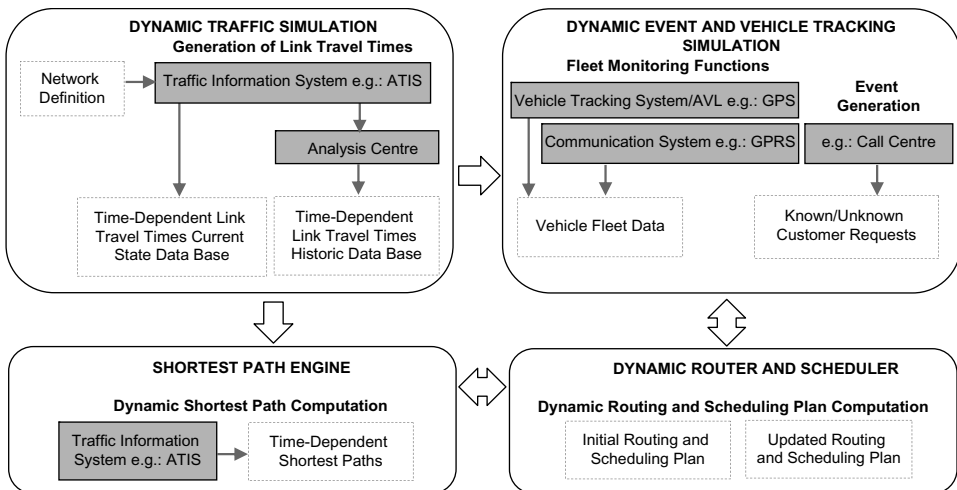 DYNAMIC TRAFFIC SIMULATION
Generation of Link Travel Times
Network
Definition
Traffic Information System e.g.: ATIS
Analysis Centre
Time-Dependent Link
Travel Times Current
State Data Base
Time-Dependent
Link Travel Times
Historic Data Base
DYNAMIC EVENT AND VEHICLE TRACKING
SIMULATION
Fleet Monitoring Functions
Vehicle Tracking System/AVL e.g.: GPS
Communication System e.g.: GPRS
Event
Generation
e.g.: Call Centre
Vehicle Fleet Data
Known/Unknown
Customer Requests
SHORTEST PATH ENGINE
Dynamic Shortest Path Computation
Traffic Information
System e.g.: ATIS
Time-Dependent
Shortest Paths
DYNAMIC ROUTER AND SCHEDULER
Dynamic Routing and Scheduling Plan Computation
Initial Routing and
Scheduling Plan
Updated Routing
and Scheduling Plan